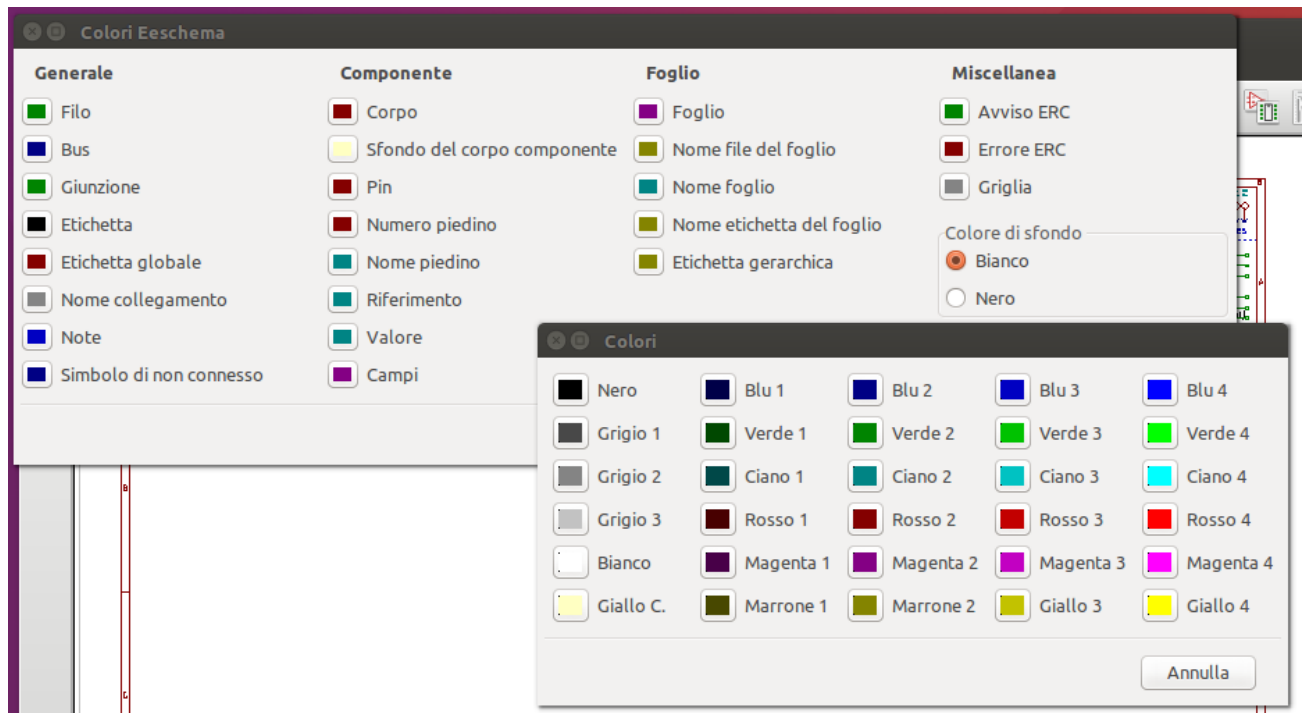 Colori Eeschema
Generale
Filo
Bus
Giunzione
Etichetta
Etichetta globale
Nome collegamento
Note
Simbolo di non connesso
Componente
Corpo
Sfondo del corpo componente
Pin
Numero piedino
Nome piedino
Riferimento
Valore
Campi
Foglio
Foglio
Nome file del foglio
Nome foglio
Nome etichetta del foglio
Etichetta gerarchica
Miscellanea
Avviso ERC
Errore ERC
Griglia
Colore di sfondo
Bianco
Nero
Colori
Nero Blu 1 Blu 2 Blu 3 Blu 4
Grigio 1 Verde 1 Verde 2 Verde 3 Verde 4
Grigio 2 Ciano 1 Ciano 2 Ciano 3 Ciano 4
Grigio 3 Rosso 1 Rosso 2 Rosso 3 Rosso 4
Bianco Magenta 1 Magenta 2 Magenta 3 Magenta 4
Giallo C. Marrone 1 Marrone 2 Giallo 3 Giallo 4
Annulla